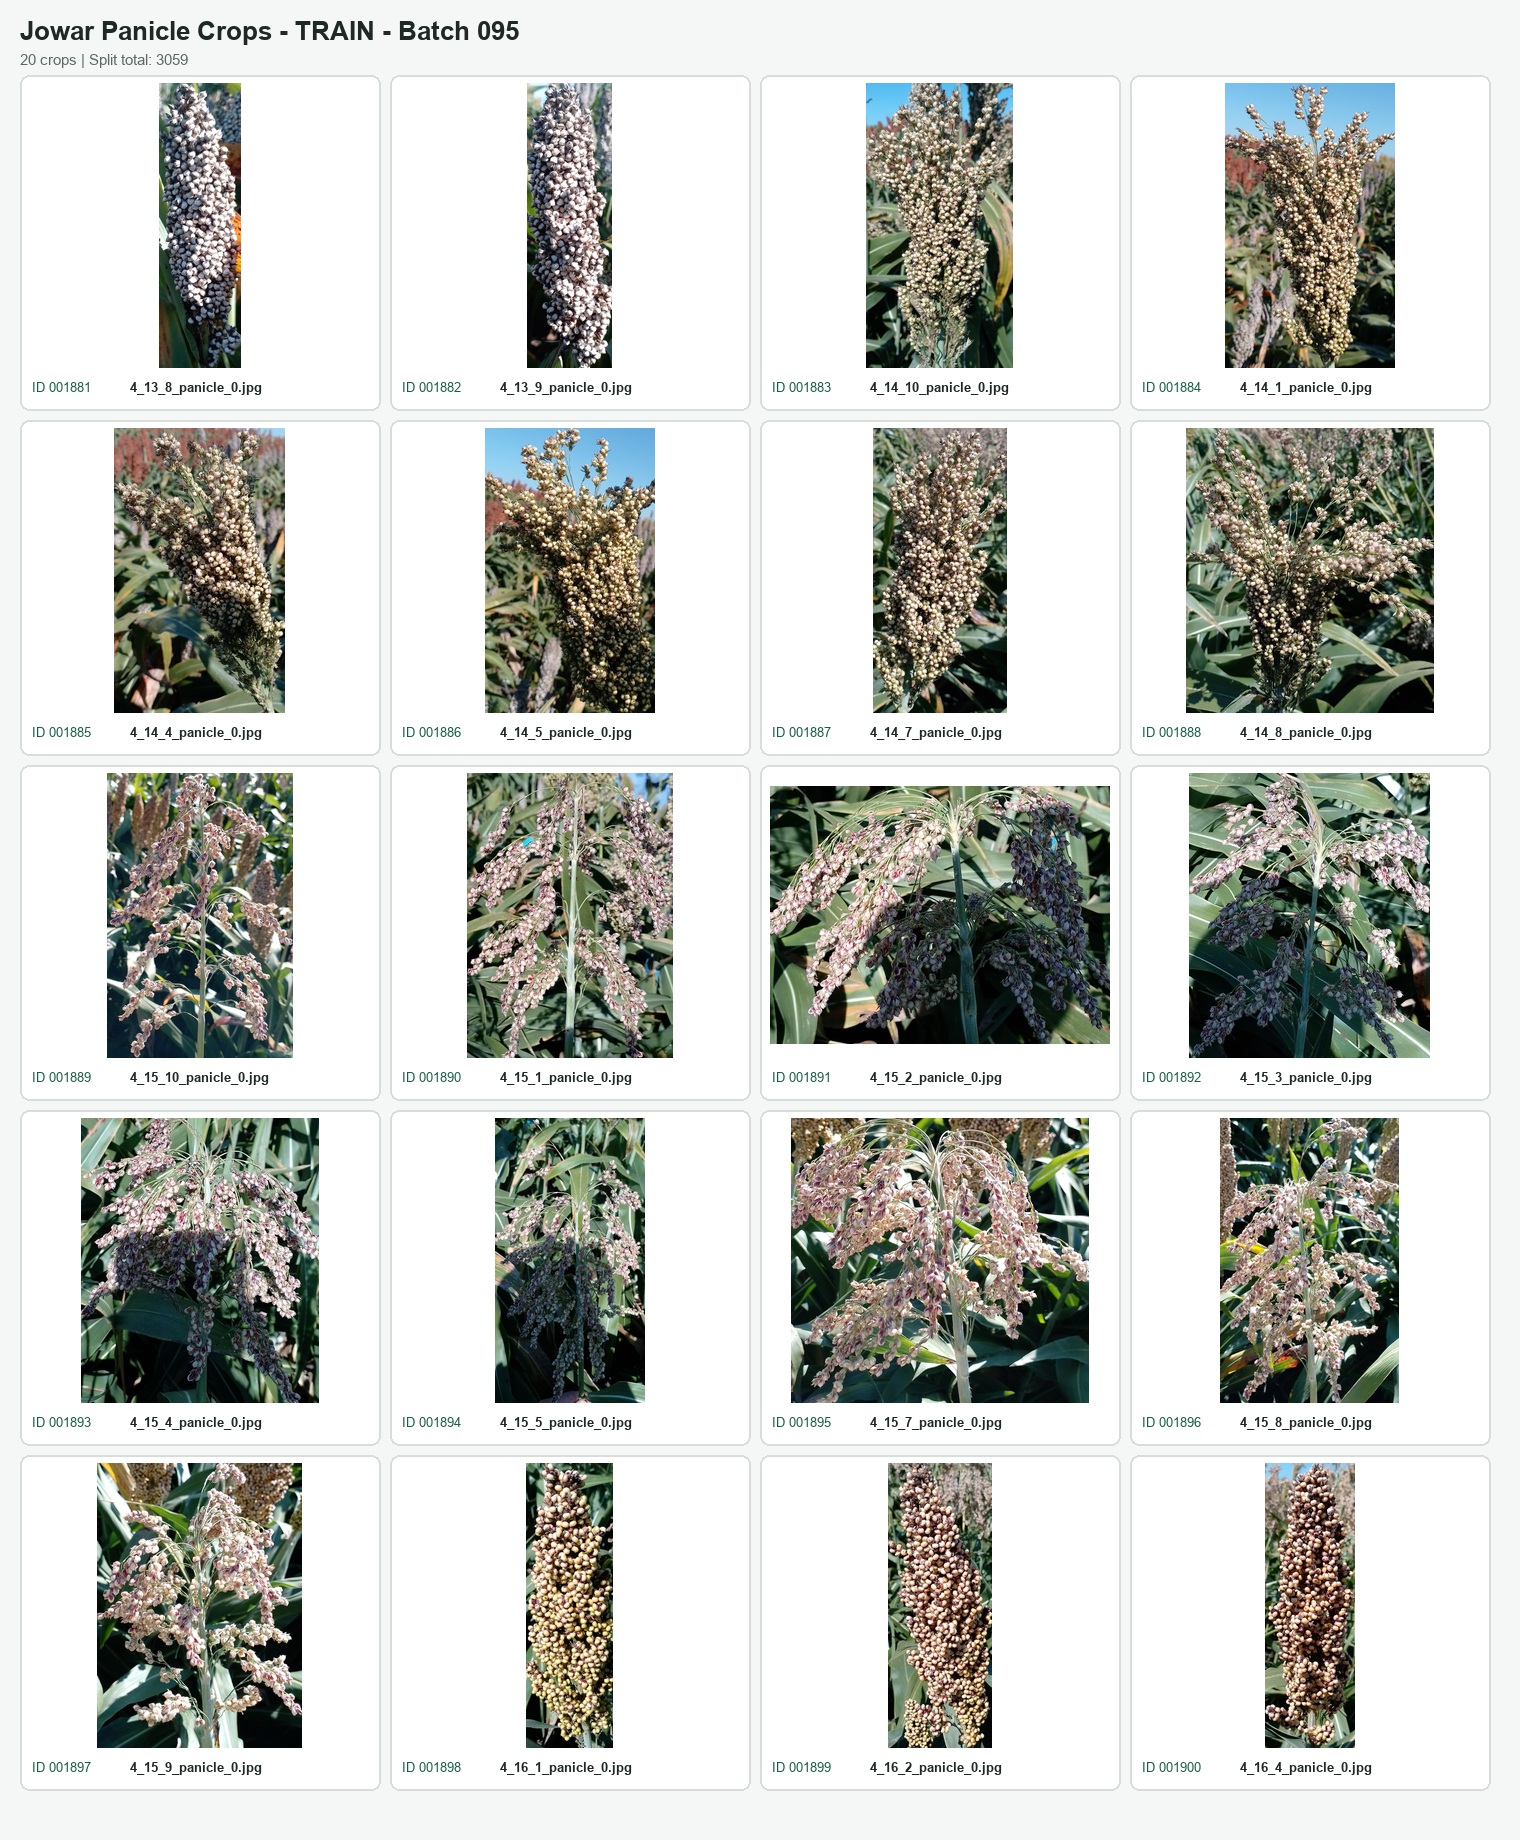 Jowar Panicle Crops - TRAIN - Batch 095
20 crops | Split total: 3059
ID 001881 4_13_8_panicle_0.jpg
ID 001882 4_13_9_panicle_0.jpg
ID 001883 4_14_10_panicle_0.jpg
ID 001884 4_14_1_panicle_0.jpg
ID 001885 4_14_4_panicle_0.jpg
ID 001886 4_14_5_panicle_0.jpg
ID 001887 4_14_7_panicle_0.jpg
ID 001888 4_14_8_panicle_0.jpg
ID 001889 4_15_10_panicle_0.jpg
ID 001890 4_15_1_panicle_0.jpg
ID 001891 4_15_2_panicle_0.jpg
ID 001892 4_15_3_panicle_0.jpg
ID 001893 4_15_4_panicle_0.jpg
ID 001894 4_15_5_panicle_0.jpg
ID 001895 4_15_7_panicle_0.jpg
ID 001896 4_15_8_panicle_0.jpg
ID 001897 4_15_9_panicle_0.jpg
ID 001898 4_16_1_panicle_0.jpg
ID 001899 4_16_2_panicle_0.jpg
ID 001900 4_16_4_panicle_0.jpg